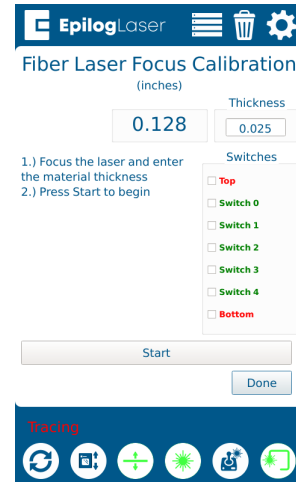 EpilogLaser
Fiber Laser Focus Calibration
(inches)
Thickness
0.128
0.025
1.) Focus the laser and enter
the material thickness
2.) Press Start to begin
Switches
Top
Switch 0
Switch 1
Switch 2
Switch 3
Switch 4
Bottom
Start
Done
Tracing